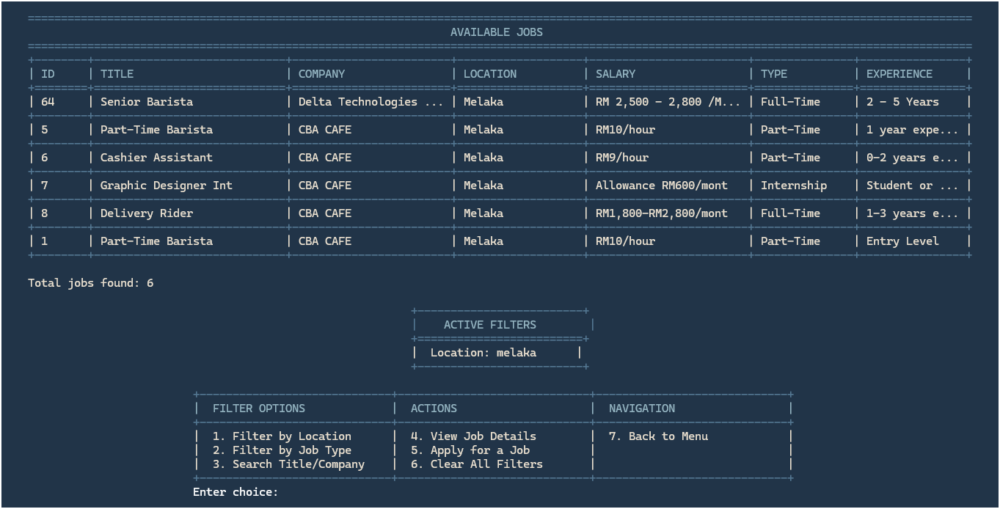 AVAILABLE JOBS
| ID | TITLE | COMPANY | LOCATION | SALARY | TYPE | EXPERIENCE |
| 64 | Senior Barista | Delta Technologies ... | Melaka | RM 2,500 - 2,800 /M... | Full-Time | 2 - 5 Years |
| 5 | Part-Time Barista | CBA CAFE | Melaka | RM10/hour | Part-Time | 1 year expe... |
| 6 | Cashier Assistant | CBA CAFE | Melaka | RM9/hour | Part-Time | 0-2 years e... |
| 7 | Graphic Designer Int | CBA CAFE | Melaka | Allowance RM600/mont | Internship | Student or ... |
| 8 | Delivery Rider | CBA CAFE | Melaka | RM1,800-RM2,800/mont | Full-Time | 1-3 years e... |
| 1 | Part-Time Barista | CBA CAFE | Melaka | RM10/hour | Part-Time | Entry Level |
Total jobs found: 6
| ACTIVE FILTERS |
| Location: melaka |
| FILTER OPTIONS | ACTIONS | NAVIGATION |
| 1. Filter by Location | 4. View Job Details | 7. Back to Menu |
| 2. Filter by Job Type | 5. Apply for a Job | |
| 3. Search Title/Company | 6. Clear All Filters | |
Enter choice: